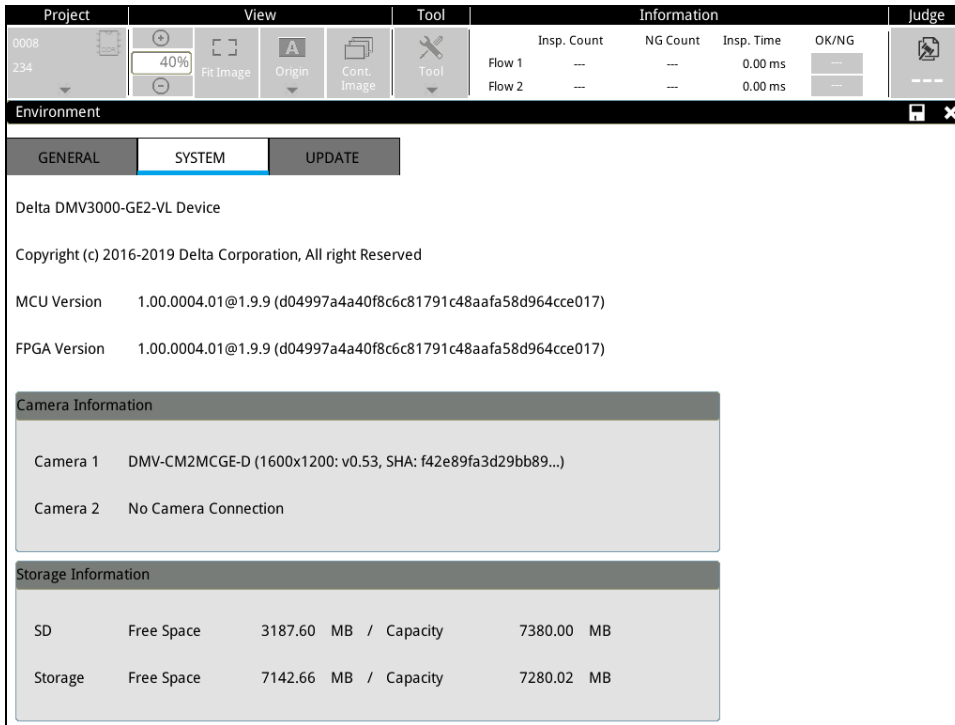 Project View Tool Information Judge
0008
234
40%
Fit Image
Origin
Cont. Image
Tool
Insp. Count NG Count Insp. Time OK/NG
Flow 1 --- --- 0.00 ms ---
Flow 2 --- --- 0.00 ms ---
---
Environment
GENERAL SYSTEM UPDATE
Delta DMV3000-GE2-VL Device
Copyright (c) 2016-2019 Delta Corporation, All right Reserved
MCU Version 1.00.0004.01@1.9.9 (d04997a4a40f8c6c81791c48aafa58d964cce017)
FPGA Version 1.00.0004.01@1.9.9 (d04997a4a40f8c6c81791c48aafa58d964cce017)
Camera Information
Camera 1 DMV-CM2MCGE-D (1600x1200: v0.53, SHA: f42e89fa3d29bb89...)
Camera 2 No Camera Connection
Storage Information
SD Free Space 3187.60 MB / Capacity 7380.00 MB
Storage Free Space 7142.66 MB / Capacity 7280.02 MB